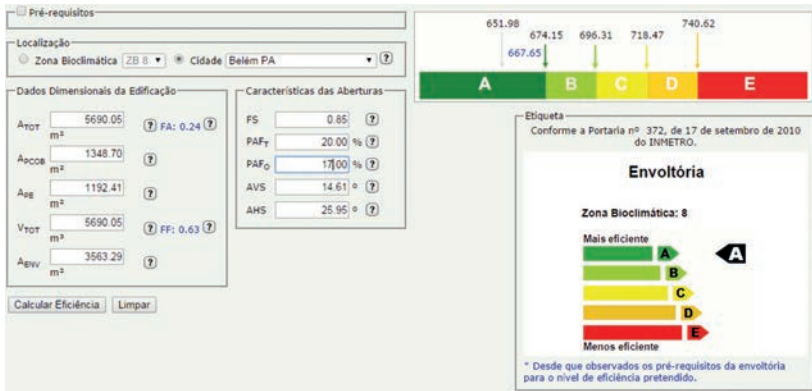 Pré-requisitos
Localização
Zona Bioclimática ZB 8 Cidade Belém PA ?
Dados Dimensionais da Edificação
ATOT 5690.05 m² ? FA: 0.24 ?
APCOB 1348.70 m² ?
APE 1192.41 m² ?
VTOT 5690.05 m³ ? FF: 0.63 ?
AENV 3563.29 m² ?
Características das Aberturas
FS 0.85 ?
PAFT 20.00 % ?
PAFO 17.00 % ?
AVS 14.61 º ?
AHS 25.95 º ?
Calcular Eficiência Limpar
651.98 674.15 696.31 718.47 740.62
667.65
A B C D E
Etiqueta
Conforme a Portaria nº 372, de 17 de setembro de 2010
do INMETRO.
Envoltória
Zona Bioclimática: 8
Mais eficiente
A A
B
C
D
E
Menos eficiente
* Desde que observados os pré-requisitos da envoltória
para o nível de eficiência pretendido.